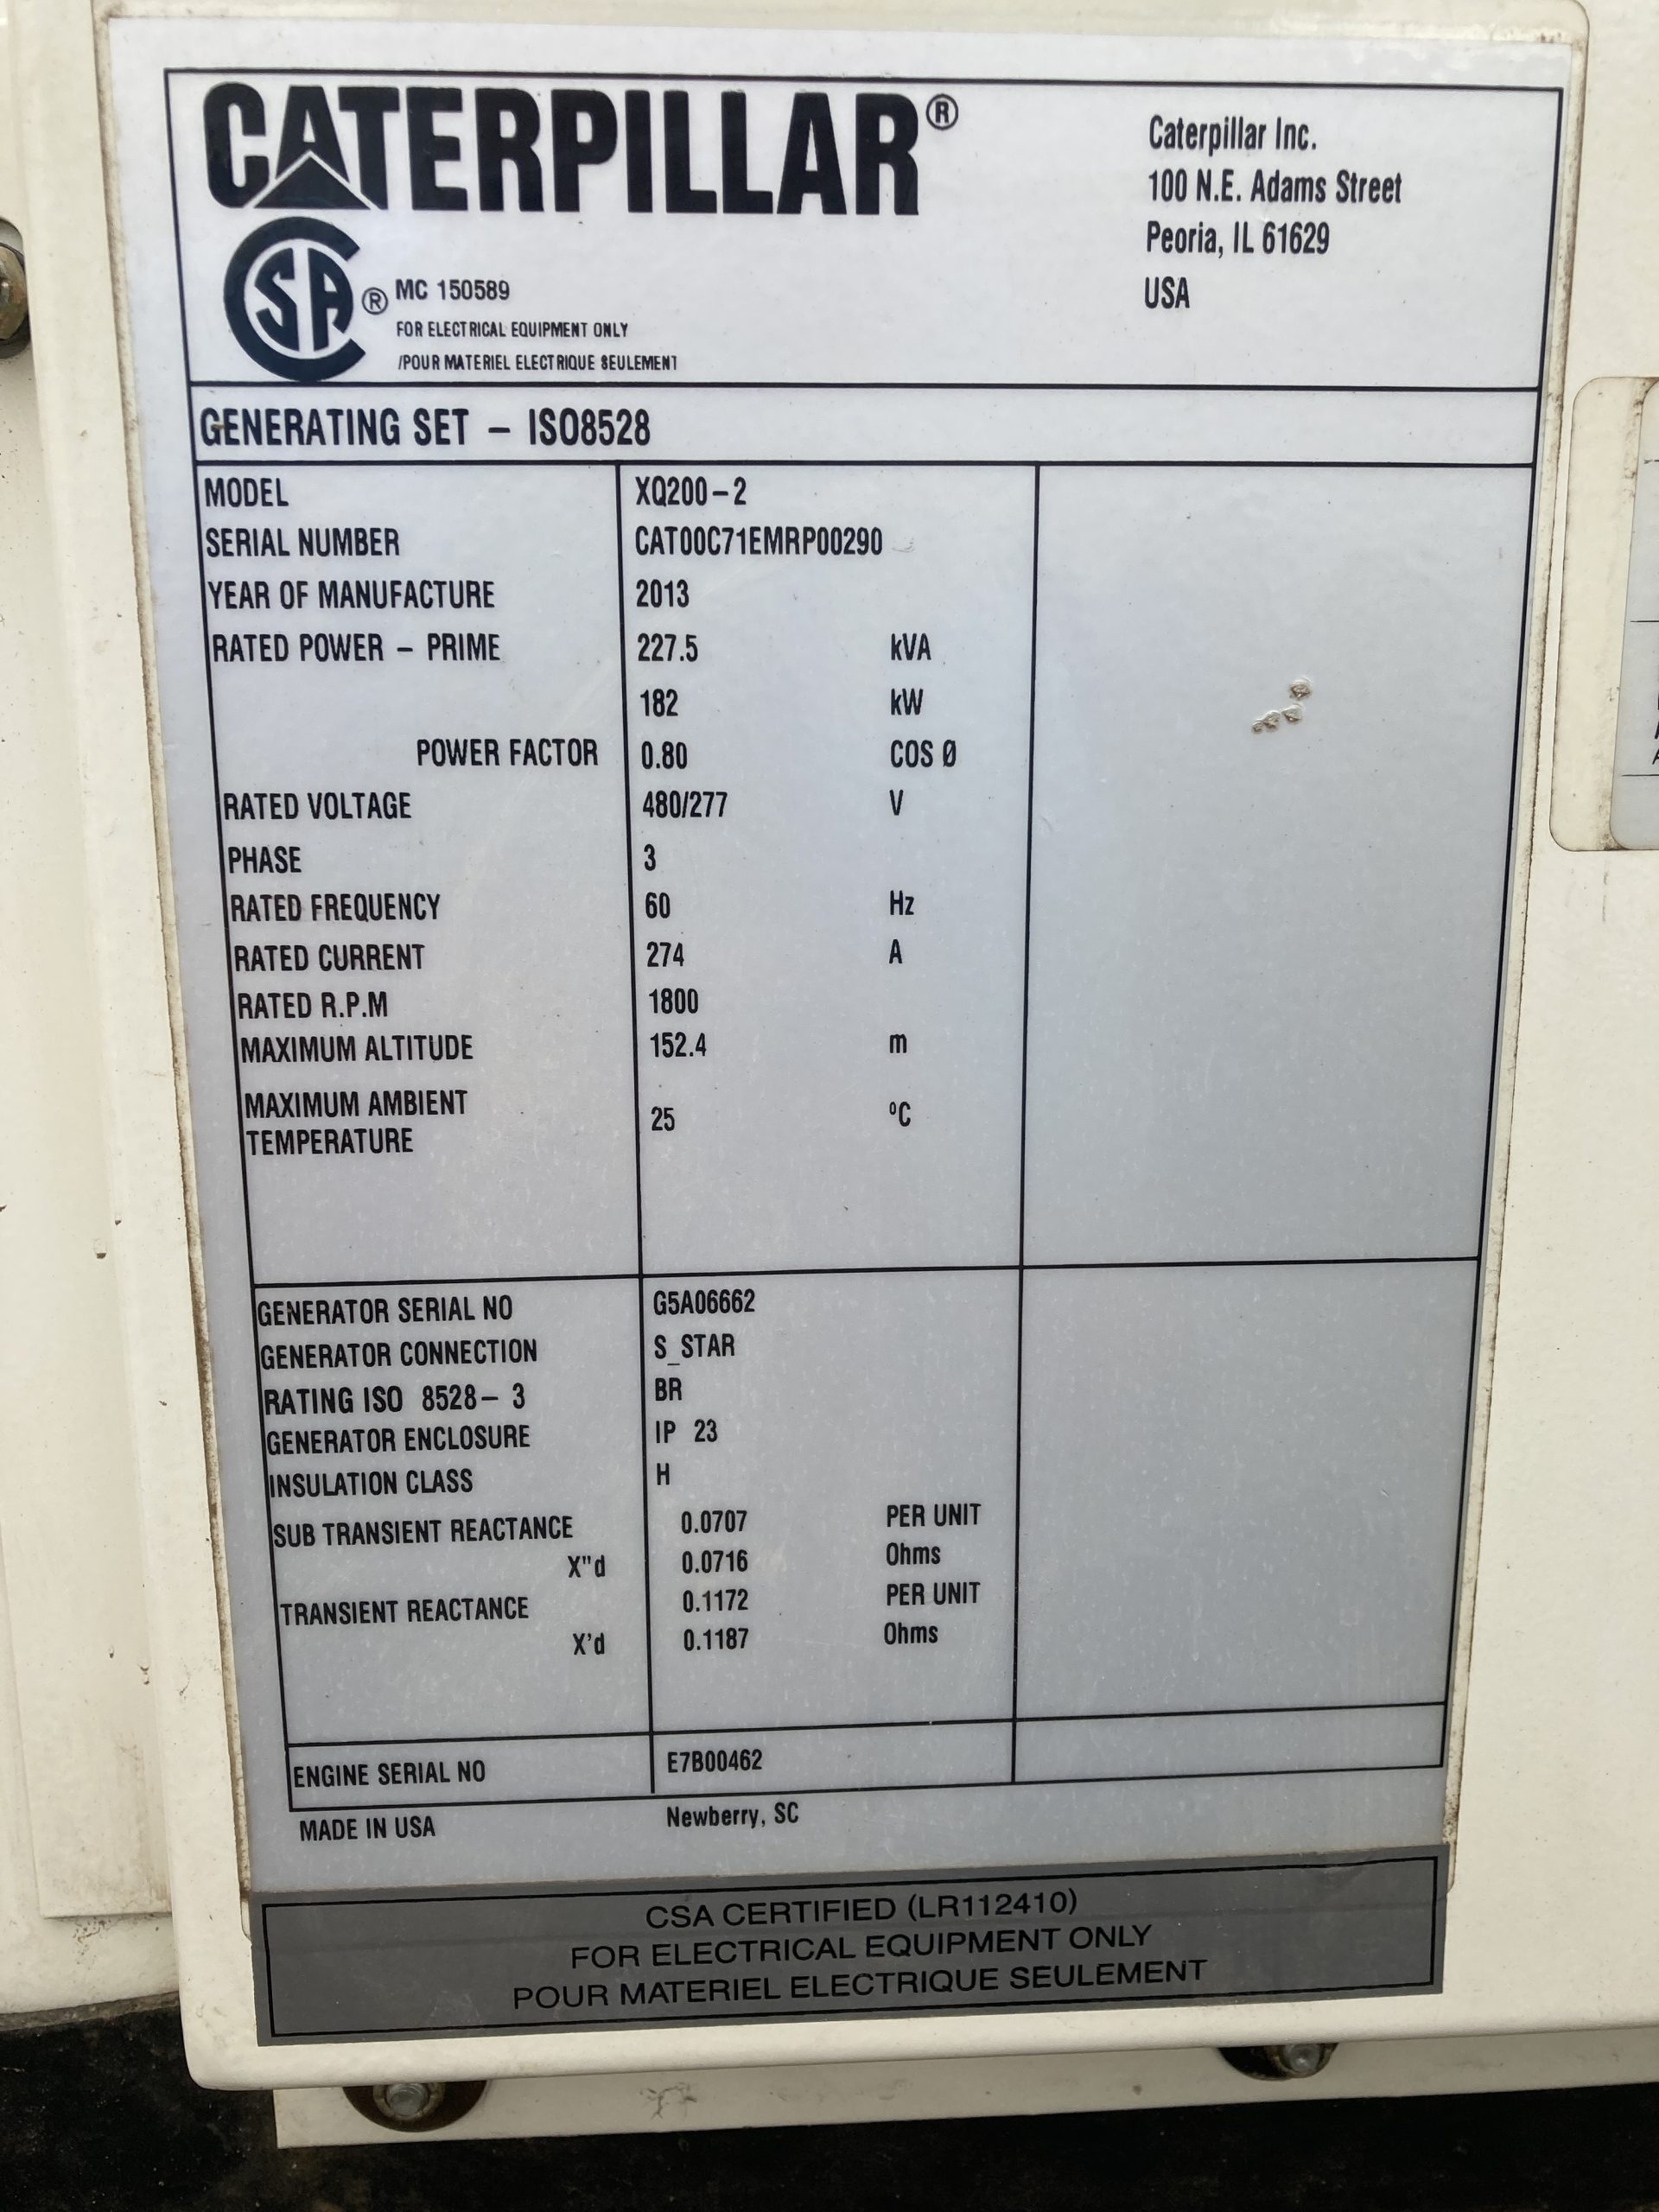 CATERPILLAR®
Caterpillar Inc.
100 N.E. Adams Street
Peoria, IL 61629
USA
CSA ® MC 150589
FOR ELECTRICAL EQUIPMENT ONLY
/POUR MATERIEL ELECTRIQUE SEULEMENT
GENERATING SET – ISO8528
MODEL XQ200–2
SERIAL NUMBER CAT00C71EMRP00290
YEAR OF MANUFACTURE 2013
RATED POWER – PRIME 227.5 kVA
182 kW
POWER FACTOR 0.80 COS Ø
RATED VOLTAGE 480/277 V
PHASE 3
RATED FREQUENCY 60 Hz
RATED CURRENT 274 A
RATED R.P.M 1800
MAXIMUM ALTITUDE 152.4 m
MAXIMUM AMBIENT
TEMPERATURE 25 ºC
GENERATOR SERIAL NO G5A06662
GENERATOR CONNECTION S_STAR
RATING ISO 8528– 3 BR
GENERATOR ENCLOSURE IP 23
INSULATION CLASS H
SUB TRANSIENT REACTANCE 0.0707 PER UNIT
X"d 0.0716 Ohms
TRANSIENT REACTANCE 0.1172 PER UNIT
X'd 0.1187 Ohms
ENGINE SERIAL NO E7B00462
MADE IN USA Newberry, SC
CSA CERTIFIED (LR112410)
FOR ELECTRICAL EQUIPMENT ONLY
POUR MATERIEL ELECTRIQUE SEULEMENT